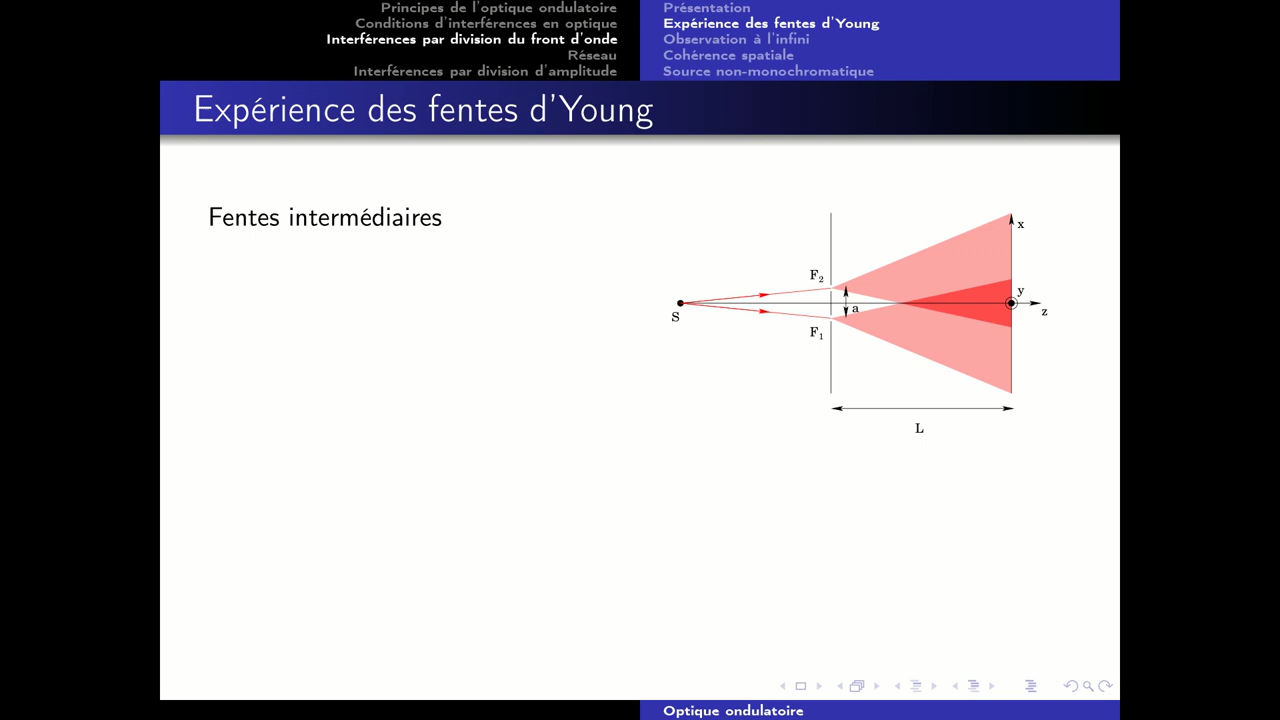 Principes de l'optique ondulatoire
Conditions d'interférences en optique
Interférences par division du front d'onde
Réseau
Interférences par division d'amplitude
Présentation
Expérience des fentes d'Young
Observation à l'infini
Cohérence spatiale
Source non-monochromatique
Expérience des fentes d'Young
Fentes intermédiaires
x
F2
y
S
a
z
F1
L
Optique ondulatoire